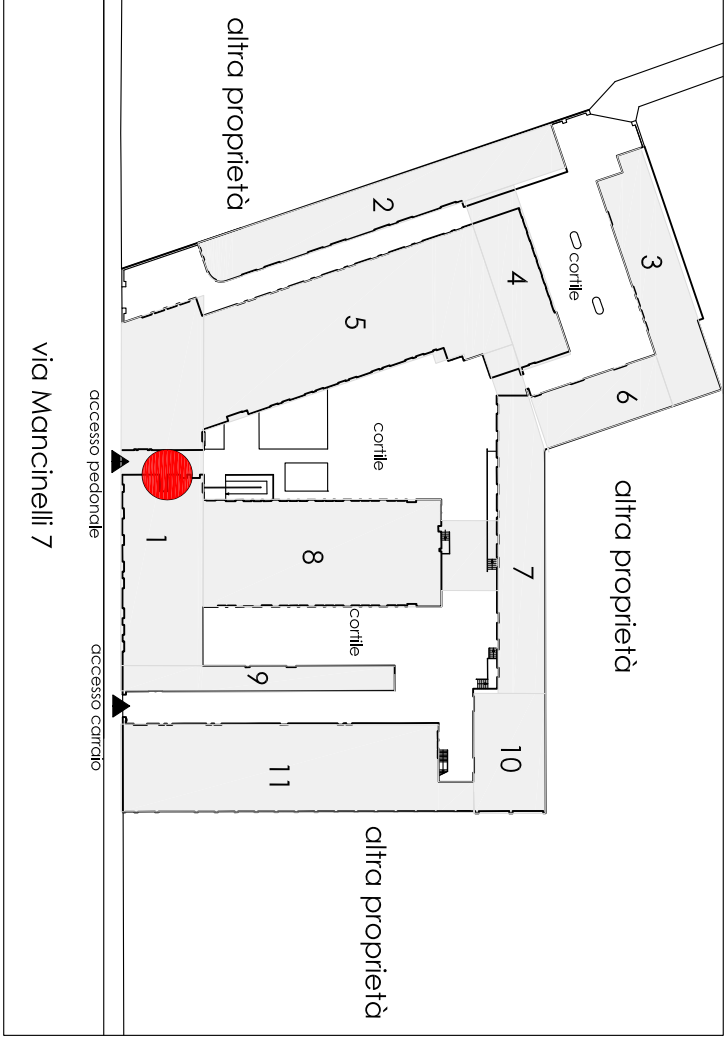 3
6
altra proprietà
cortile
4
7
10
2
cortile
altra proprietà
5
cortile
8
11
9
altra proprietà
1
accesso pedonale
accesso carraio
via Mancinelli 7